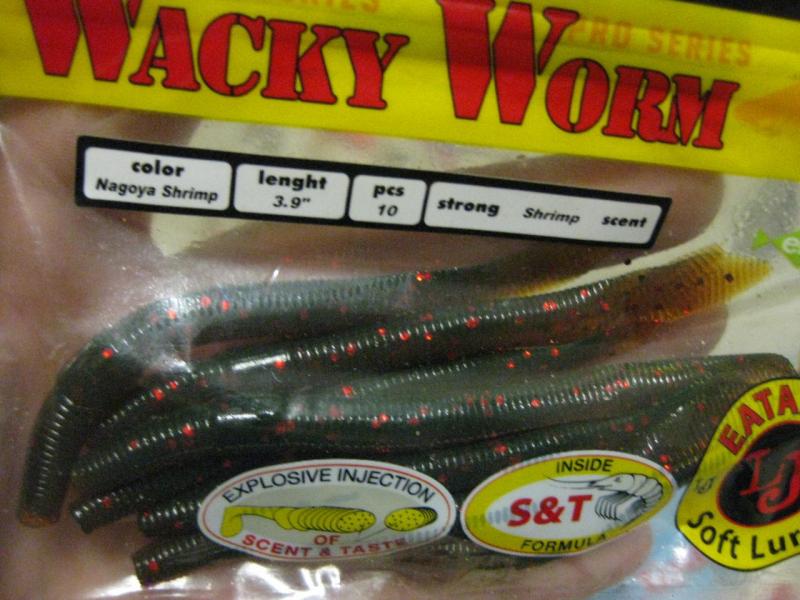 PRO SERIES
WACKY WORM
color
Nagoya Shrimp
lenght
3.9"
pcs
10
strong Shrimp scent
EXPLOSIVE INJECTION
OF
SCENT & TASTE
INSIDE
S&T
FORMULA
LJ
Soft Lur